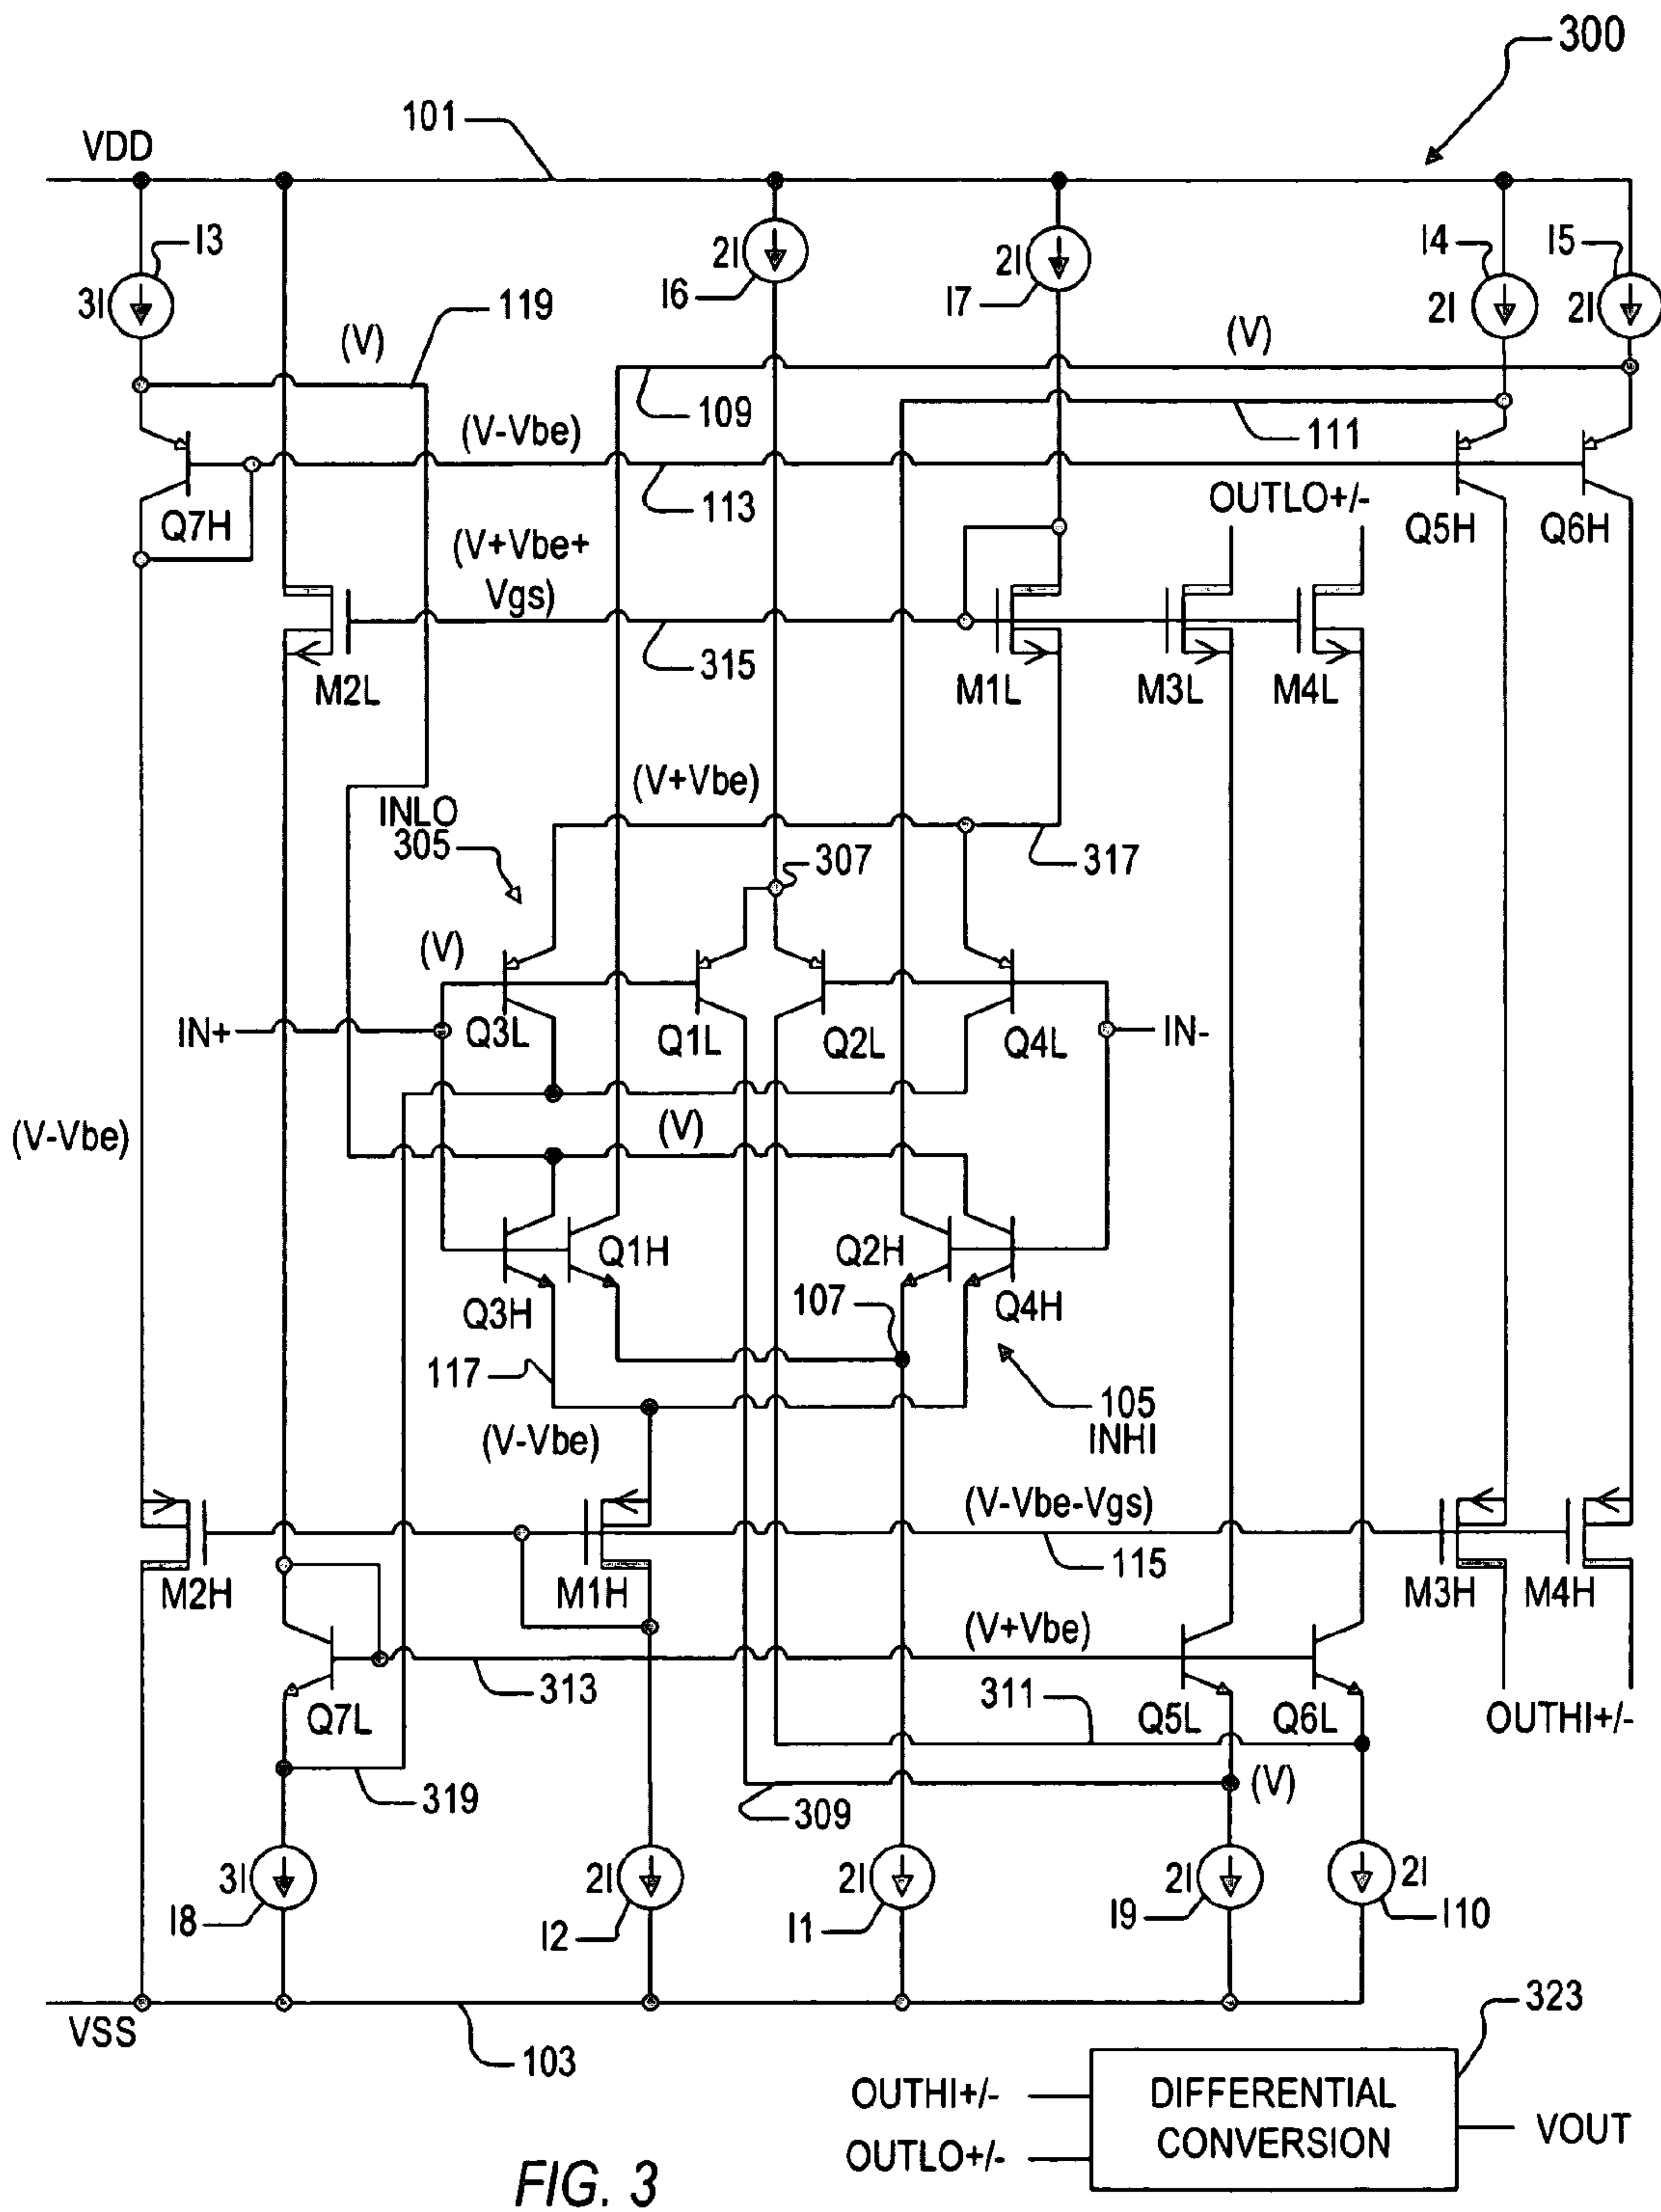 300
101
VDD
I3
3I
2I
I6
2I
I7
I4
2I
I5
2I
119
(V)
(V)
109
111
(V-Vbe)
113
Q7H
OUTLO+/-
Q5H
Q6H
(V+Vbe+
Vgs)
315
M2L
M1L
M3L
M4L
(V+Vbe)
INLO
305
307
317
(V)
IN+
Q3L
Q1L
Q2L
Q4L
IN-
(V-Vbe)
(V)
Q1H
Q2H
Q3H
107
Q4H
117
105
INHI
(V-Vbe)
(V-Vbe-Vgs)
115
M2H
M1H
M3H
M4H
(V+Vbe)
313
311
Q7L
Q5L
Q6L
OUTHI+/-
319
309
(V)
3I
I8
2I
I2
2I
I1
2I
I9
2I
I10
VSS
103
323
OUTHI+/-
OUTLO+/-
DIFFERENTIAL
CONVERSION
VOUT
FIG. 3